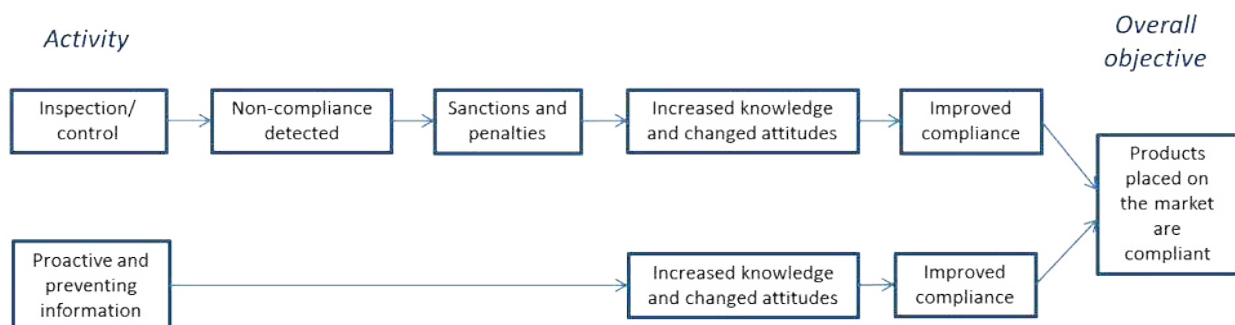 Activity
Overall
objective
Inspection/
control
Non-compliance
detected
Sanctions and
penalties
Increased knowledge
and changed attitudes
Improved
compliance
Products
placed on
the market
are
compliant
Proactive and
preventing
information
Increased knowledge
and changed attitudes
Improved
compliance